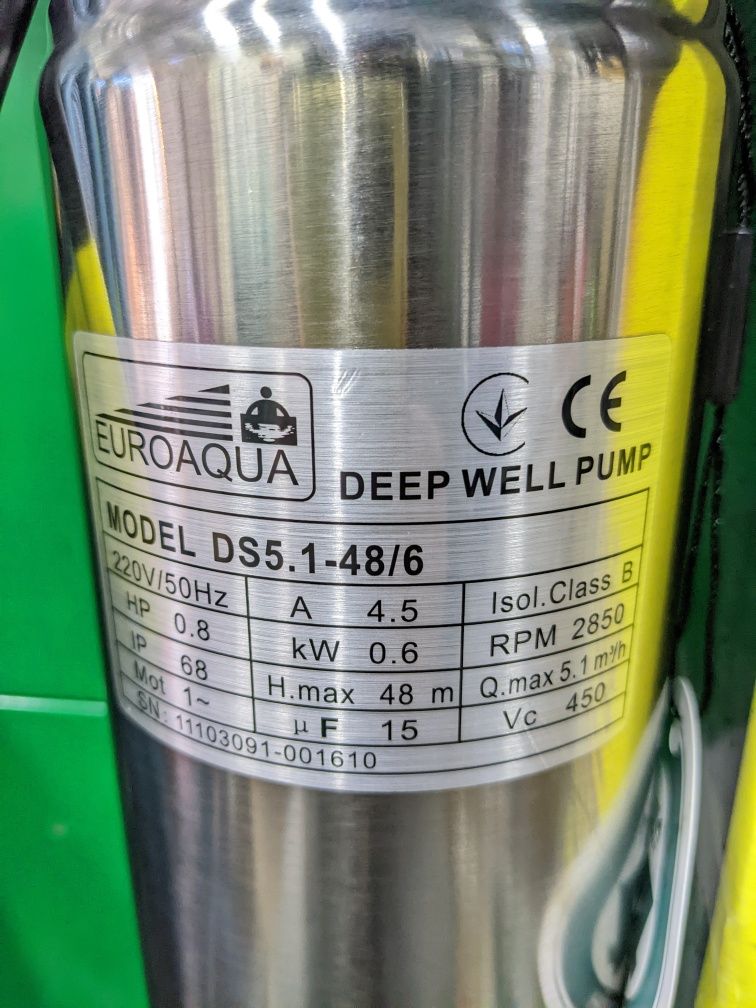 EUROAQUA
CE
DEEP WELL PUMP
MODEL DS5.1-48/6
220V/50Hz A 4.5 Isol.Class B
HP 0.8 kW 0.6 RPM 2850
IP 68 H.max 48 m Q.max 5.1 m³/h
Mot 1~ µF 15 Vc 450
SN: 11103091-001610